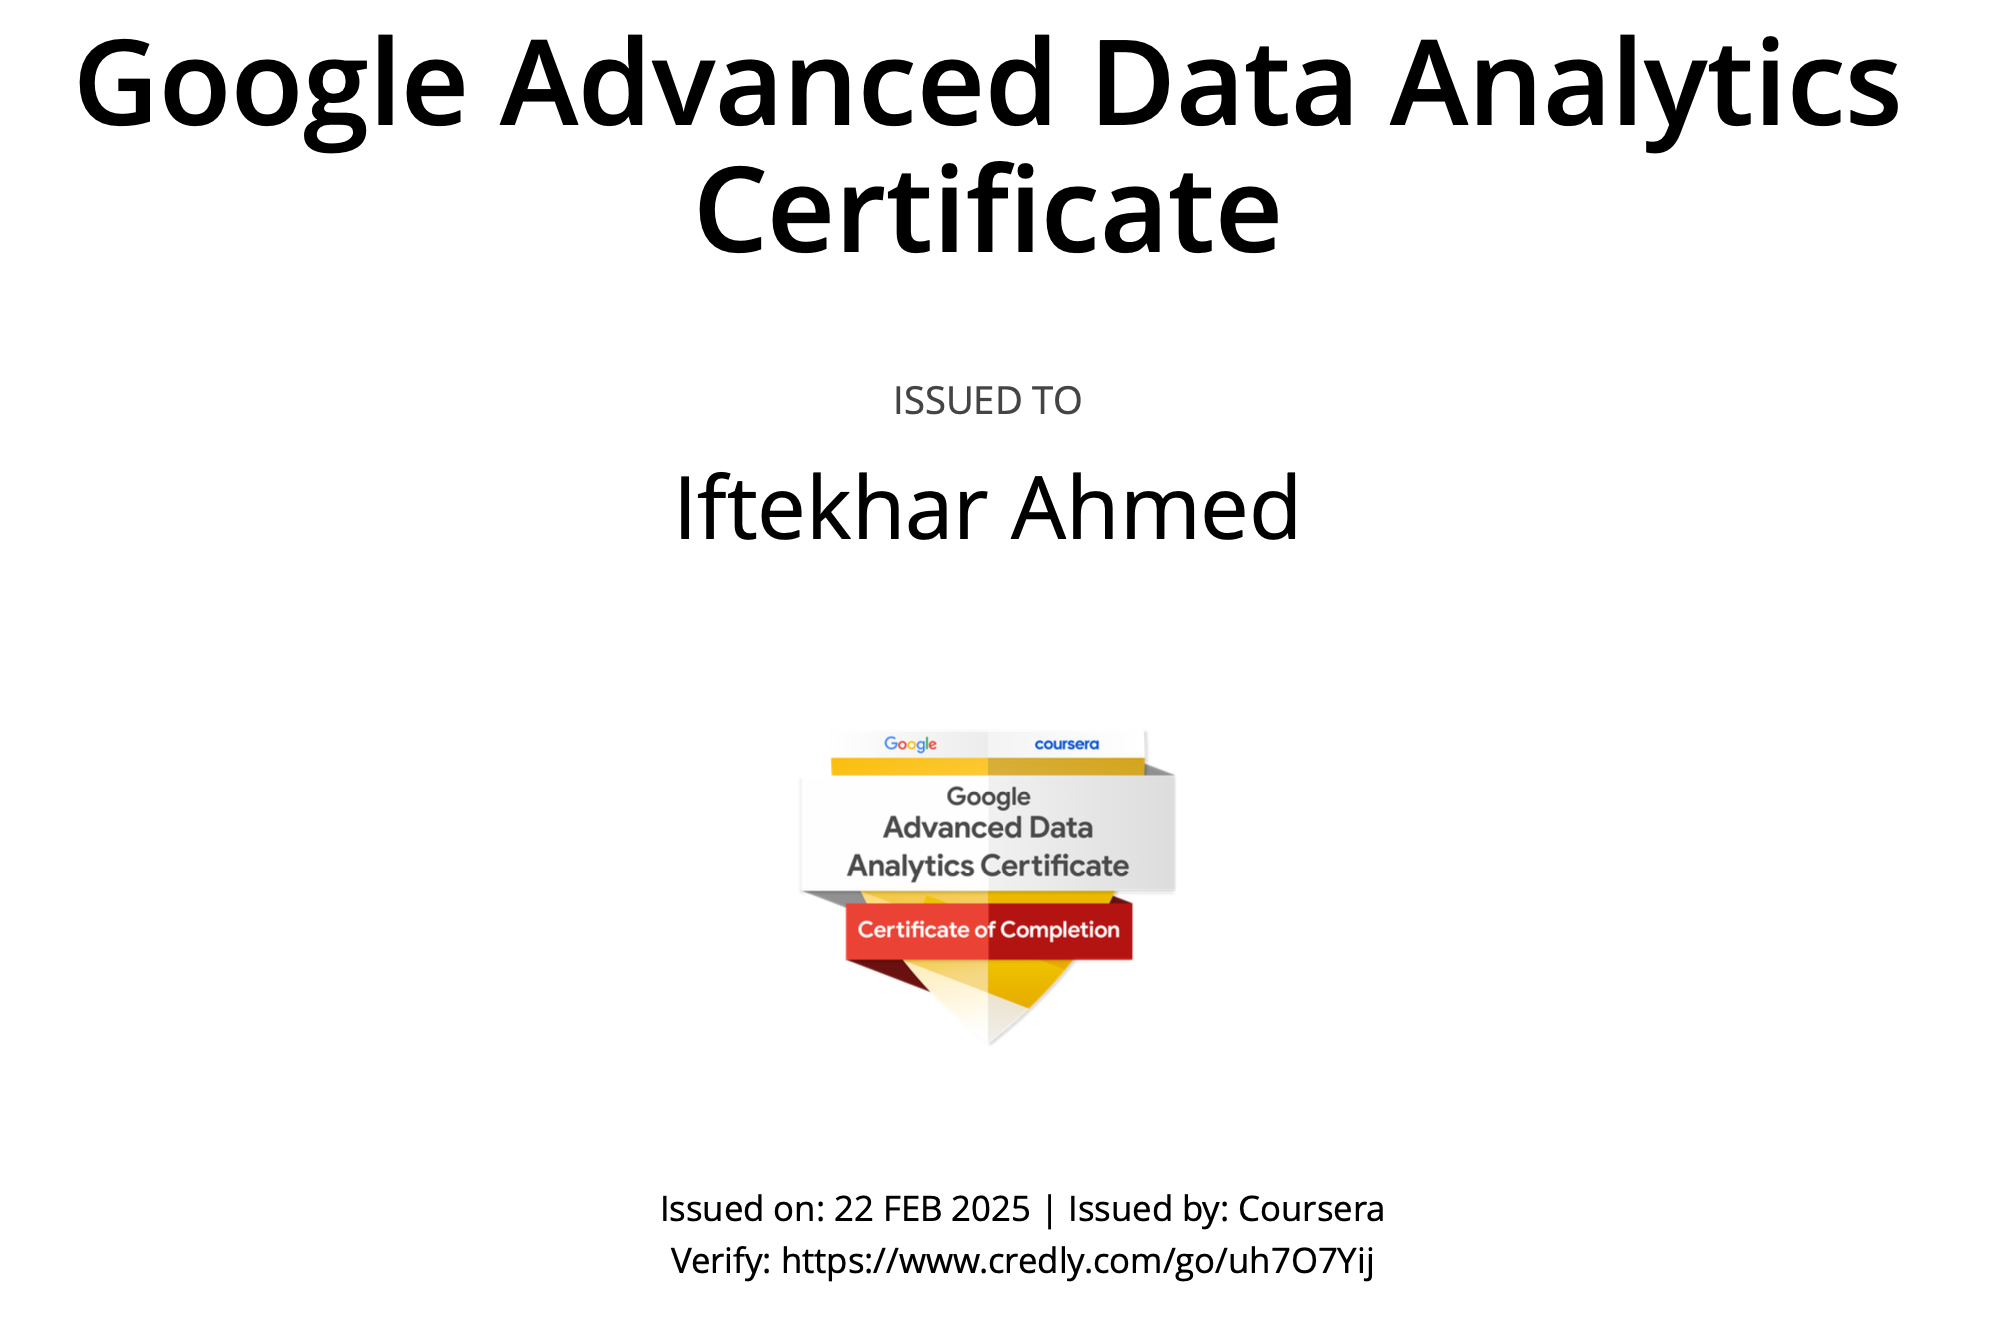 Google Advanced Data Analytics
Certificate
ISSUED TO
Iftekhar Ahmed
Google coursera
Google
Advanced Data
Analytics Certificate
Certificate of Completion
Issued on: 22 FEB 2025 | Issued by: Coursera
Verify: https://www.credly.com/go/uh7O7Yij